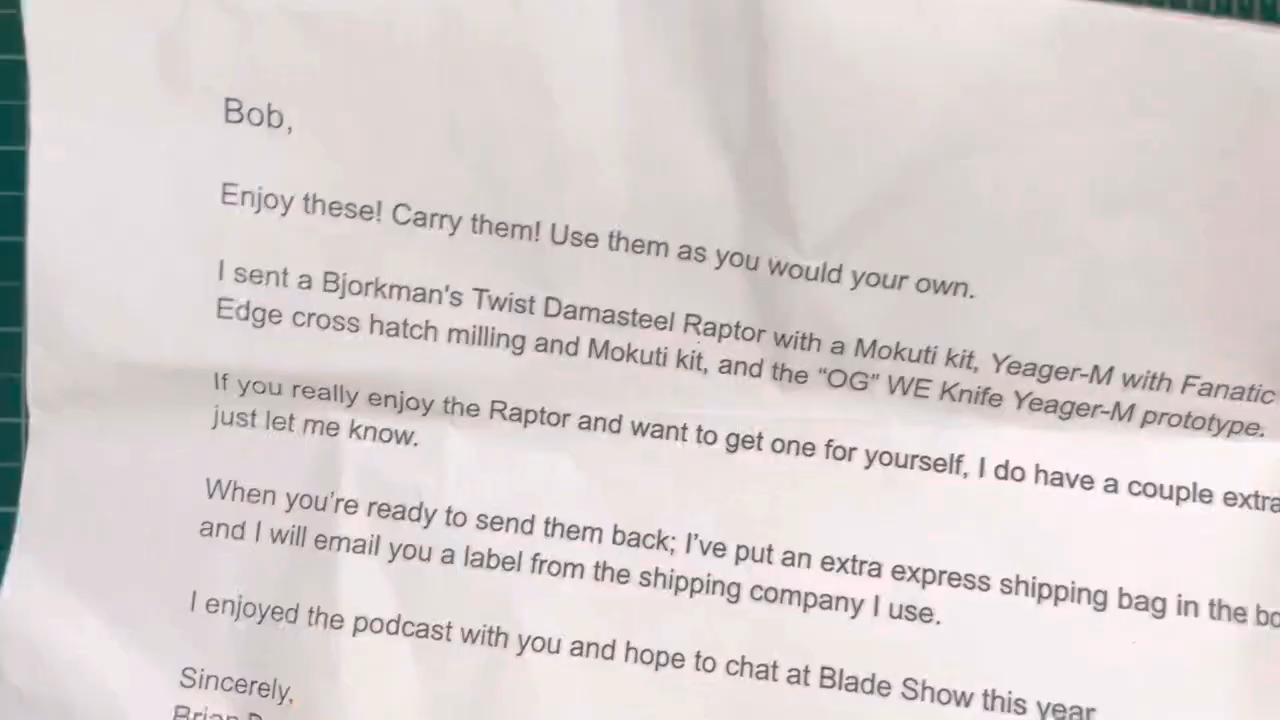 Bob,
Enjoy these! Carry them! Use them as you would your own.
I sent a Bjorkman's Twist Damasteel Raptor with a Mokuti kit, Yeager-M with Fanatic
Edge cross hatch milling and Mokuti kit, and the “OG” WE Knife Yeager-M prototype.
If you really enjoy the Raptor and want to get one for yourself, I do have a couple extra
just let me know.
When you’re ready to send them back; I’ve put an extra express shipping bag in the
and I will email you a label from the shipping company I use.
I enjoyed the podcast with you and hope to chat at Blade Show this year
Sincerely,
Brian